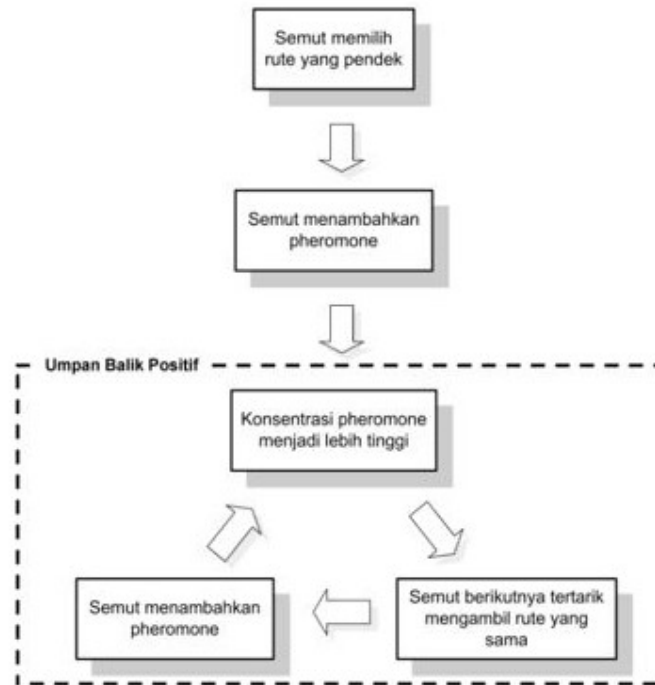 Semut memilih
rute yang pendek
Semut menambahkan
pheromone
Umpan Balik Positif
Konsentrasi pheromone
menjadi lebih tinggi
Semut menambahkan
pheromone
Semut berikutnya tertarik
mengambil rute yang
sama